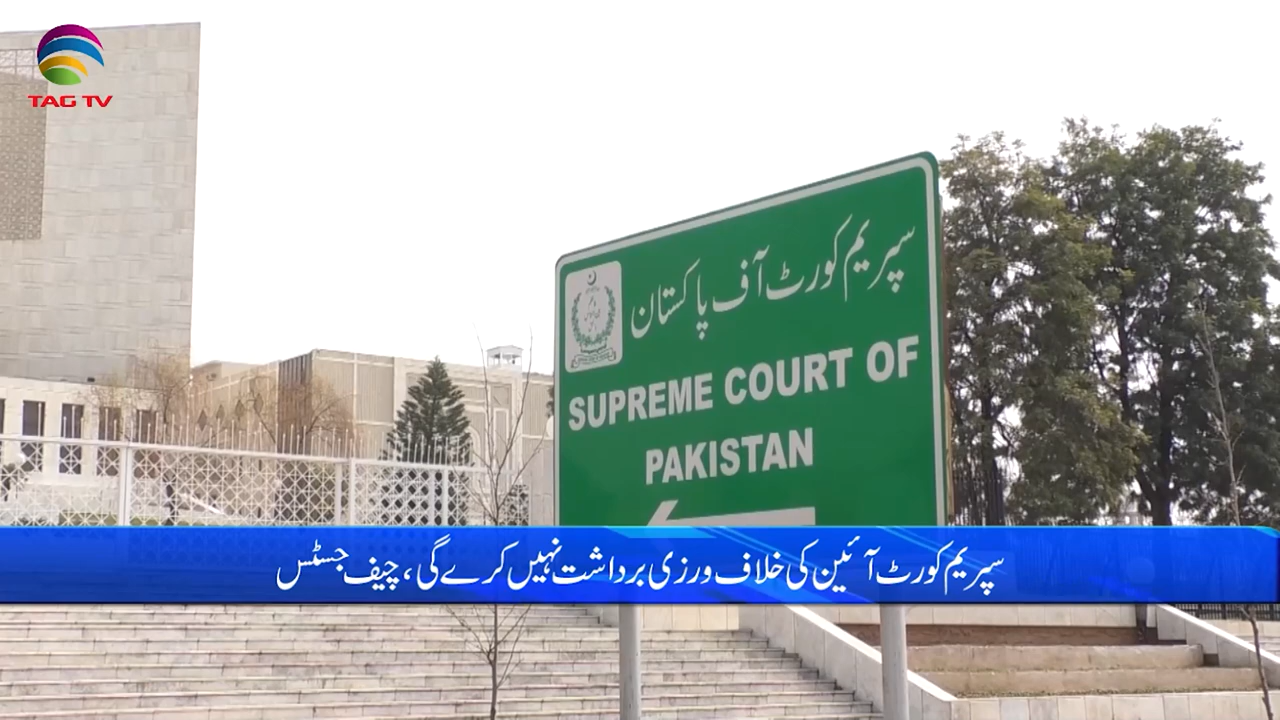 TAG TV
سپریم کورٹ آف پاکستان
SUPREME COURT OF
PAKISTAN
سپریم کورٹ آئین کی خلاف ورزی برداشت نہیں کرے گی، چیف جسٹس